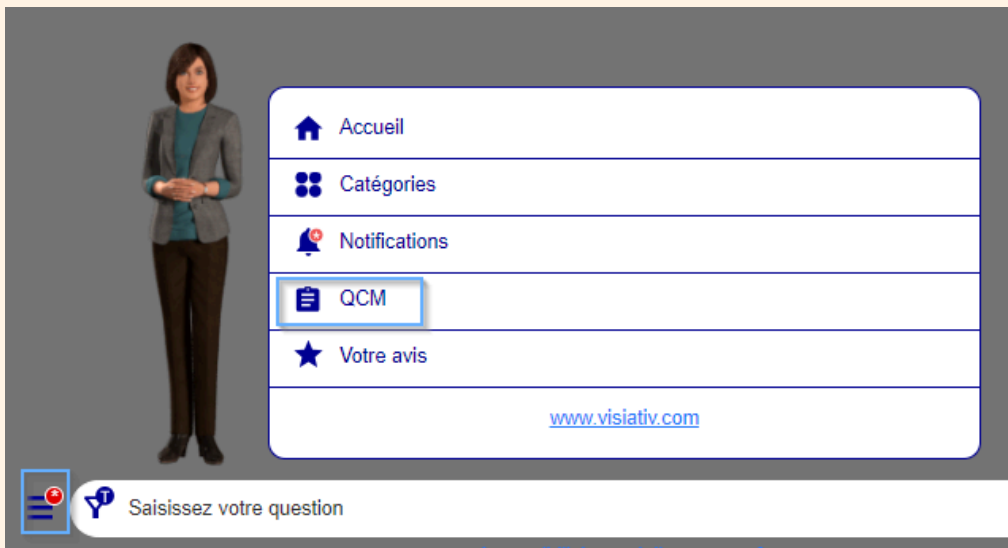 Accueil
Catégories
Notifications
QCM
Votre avis
www.visiativ.com
T
Saisissez votre question